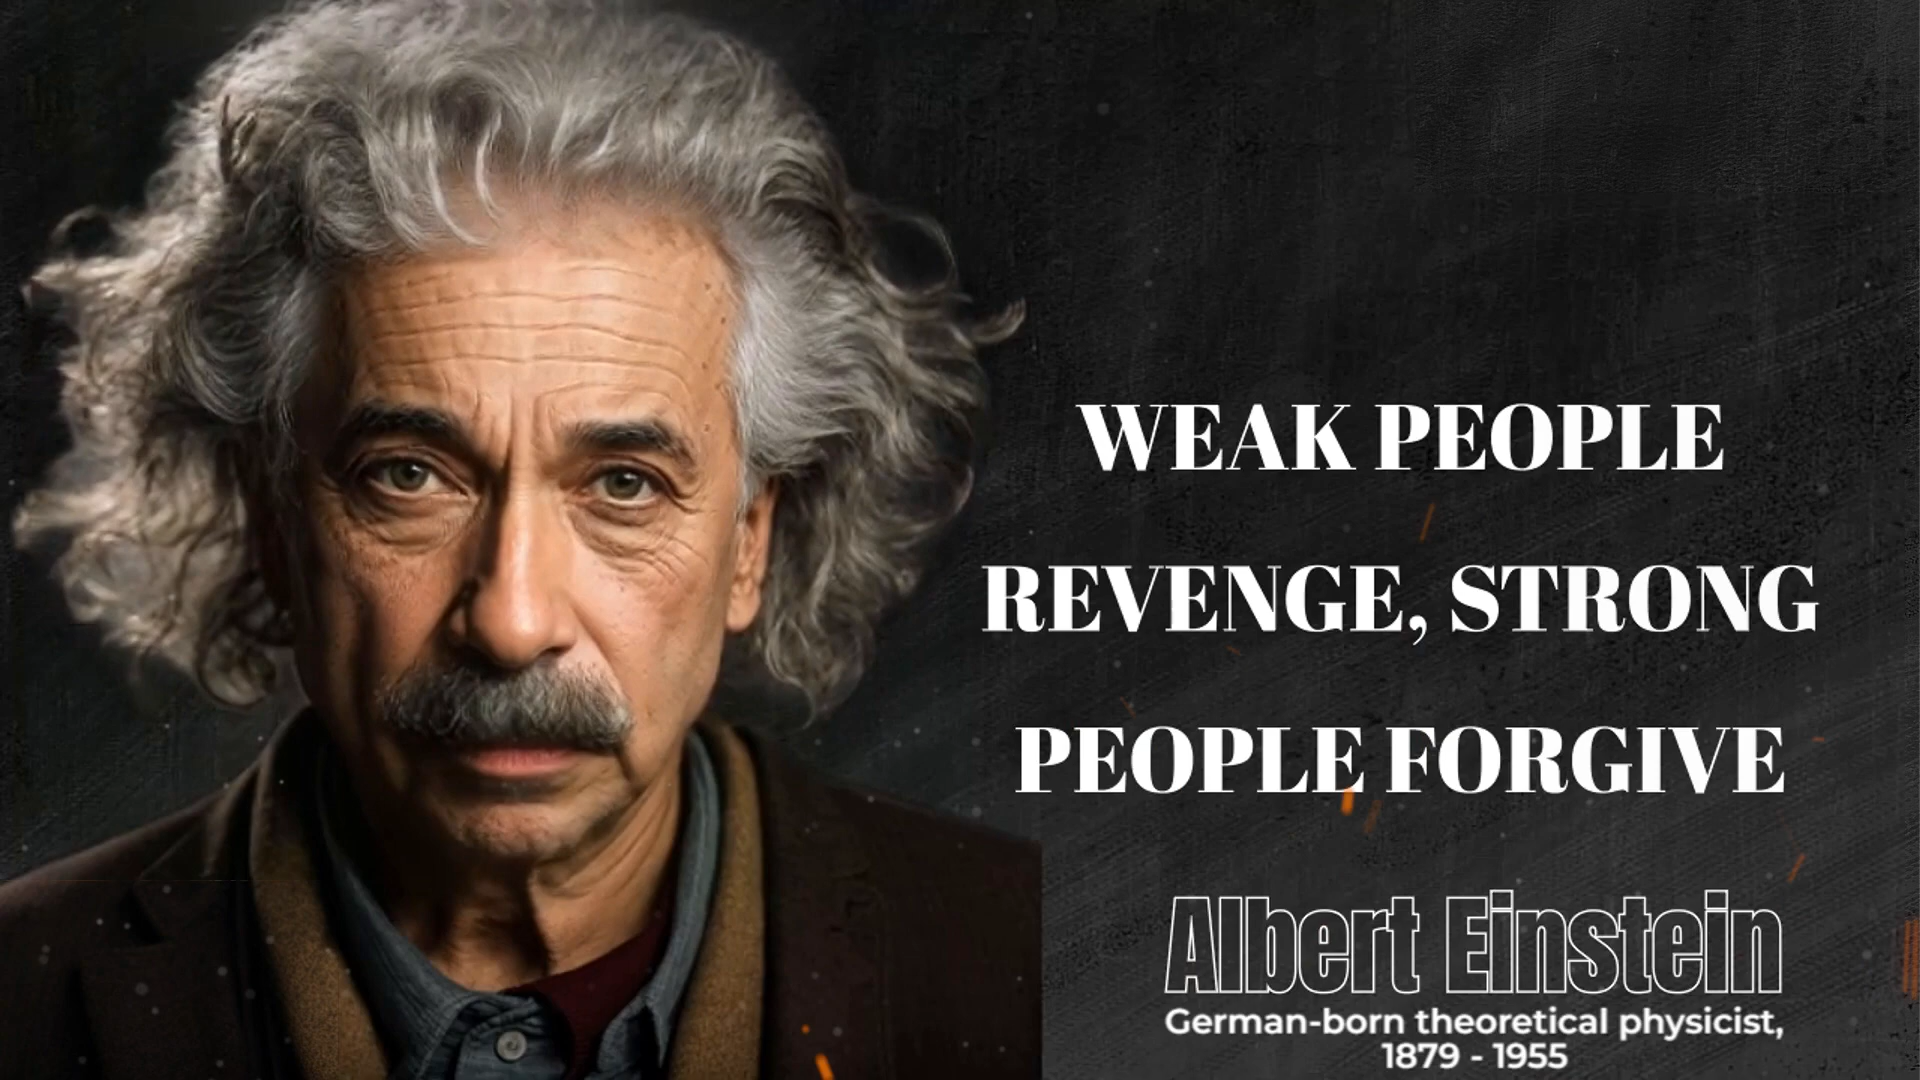 WEAK PEOPLE
REVENGE, STRONG
PEOPLE FORGIVE
Albert Einstein
German-born theoretical physicist,
1879 - 1955